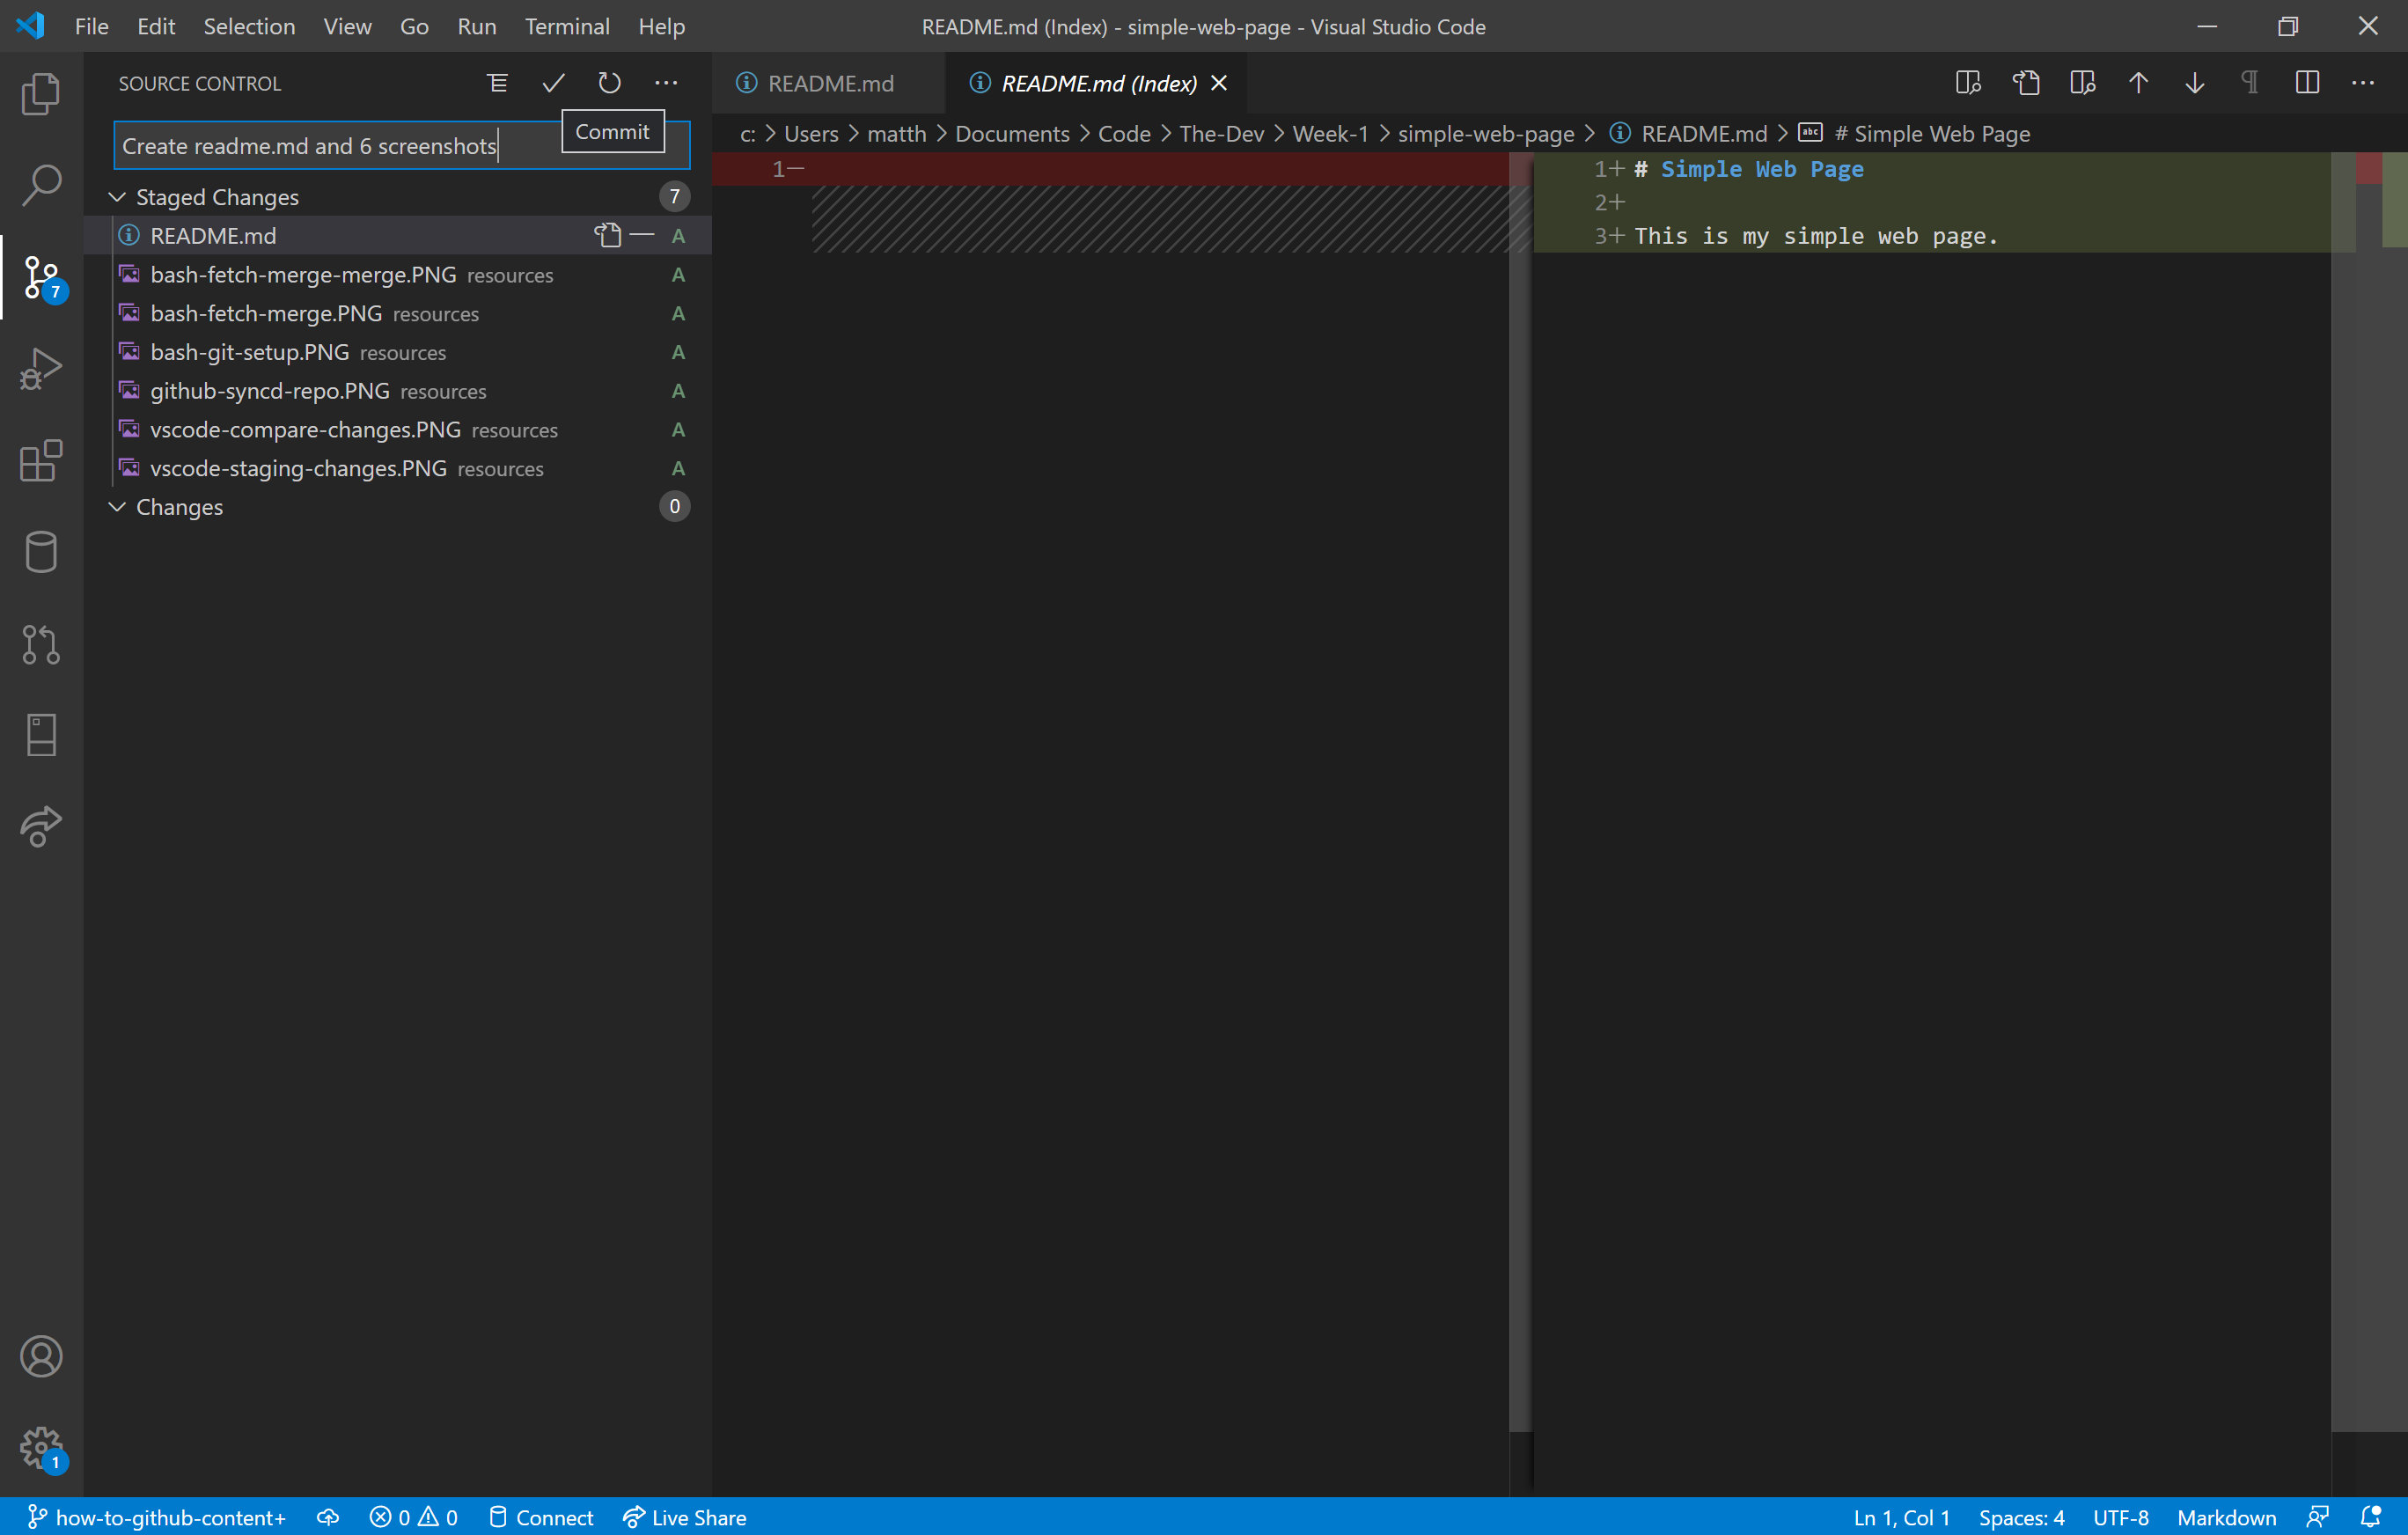 File Edit Selection View Go Run Terminal Help README.md (Index) - simple-web-page - Visual Studio Code
SOURCE CONTROL
Create readme.md and 6 screenshots
Commit
Staged Changes 7
README.md A
bash-fetch-merge-merge.PNG resources A
bash-fetch-merge.PNG resources A
bash-git-setup.PNG resources A
github-syncd-repo.PNG resources A
vscode-compare-changes.PNG resources A
vscode-staging-changes.PNG resources A
Changes 0
7
1
README.md README.md (Index)
c: > Users > matth > Documents > Code > The-Dev > Week-1 > simple-web-page > README.md > abc # Simple Web Page
1−
1+ # Simple Web Page
2+
3+ This is my simple web page.
how-to-github-content+ 0 0 Connect Live Share Ln 1, Col 1 Spaces: 4 UTF-8 Markdown